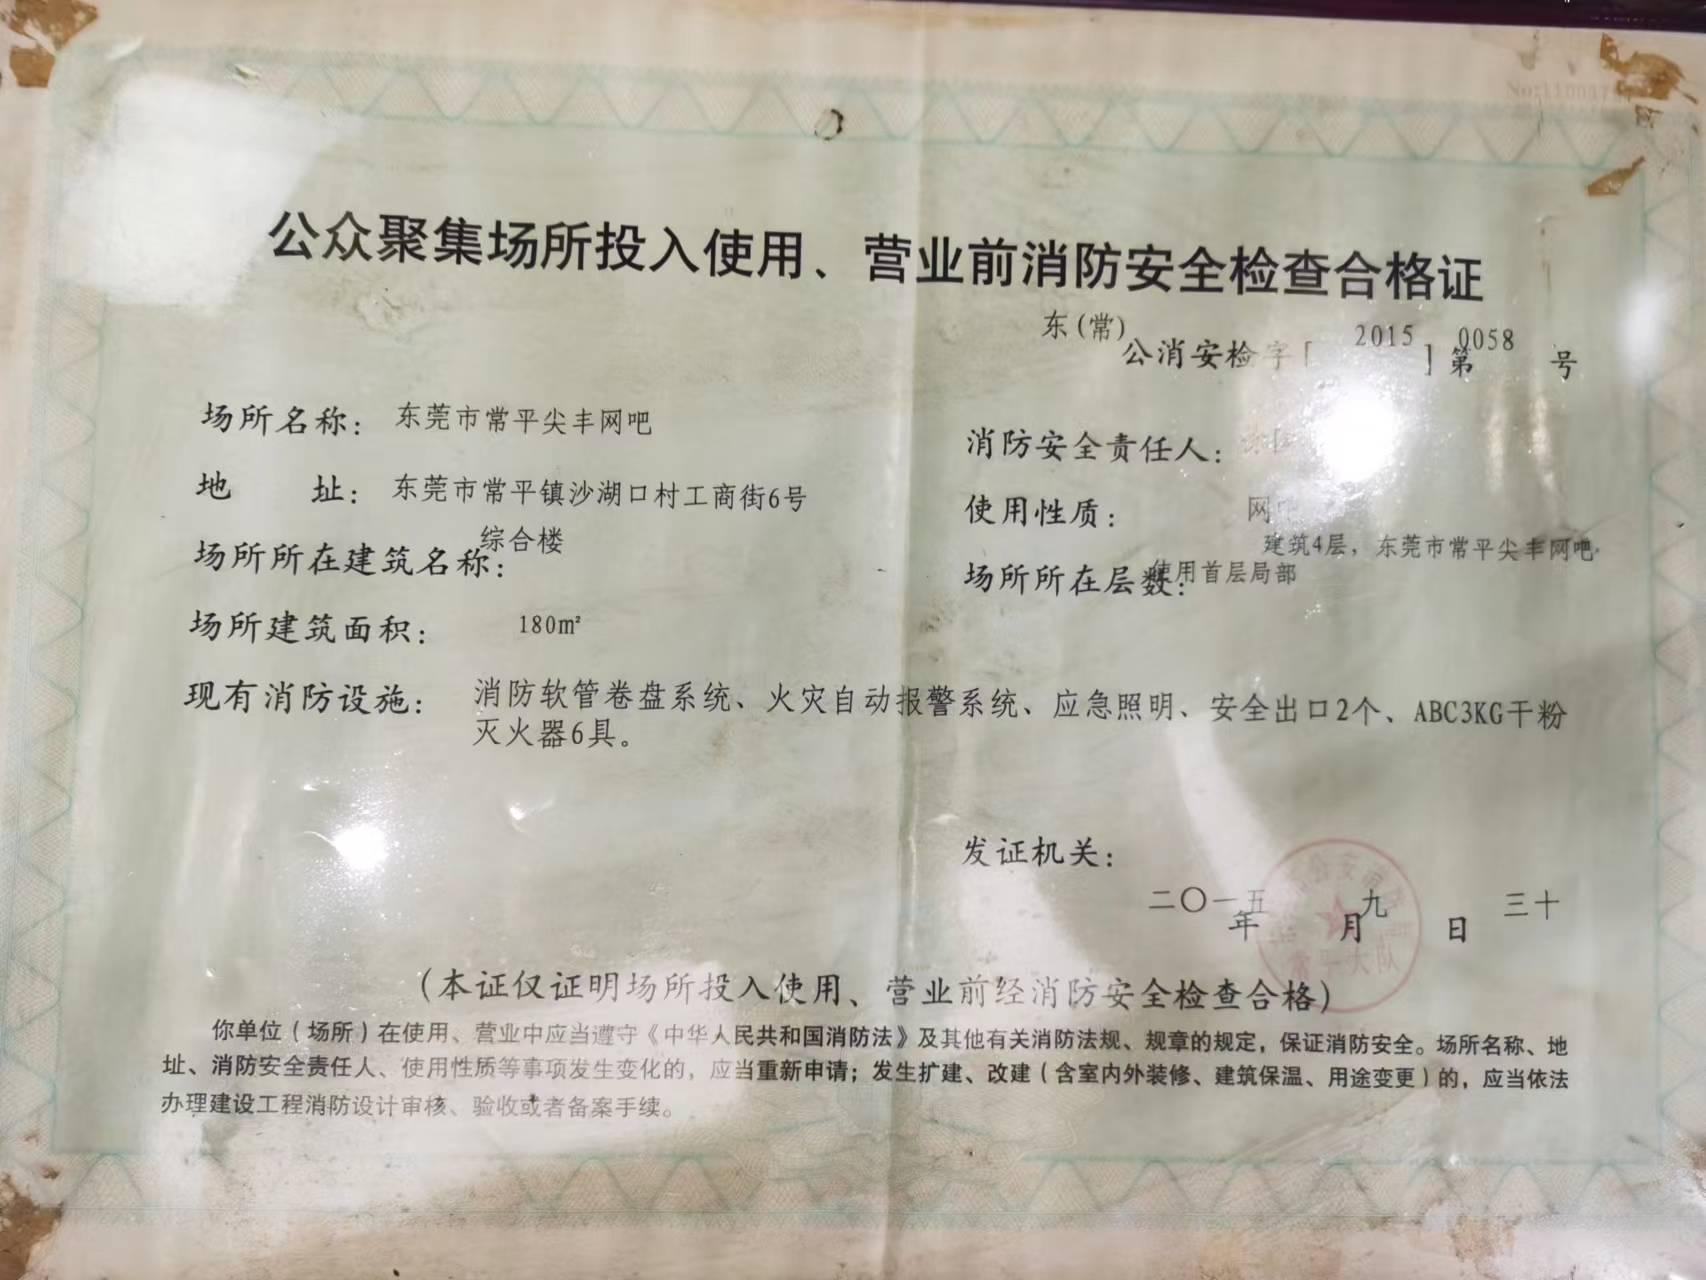 公众聚集场所投入使用、营业前消防安全检查合格证
东(常)公消安检字[2015]第0058号
场所名称：东莞市常平尖丰网吧
消防安全责任人：
地 址：东莞市常平镇沙湖口村工商街6号
使用性质：网
场所所在建筑名称：综合楼
场所所在层数：建筑4层，东莞市常平尖丰网吧
使用首层局部
场所建筑面积：180m²
现有消防设施：消防软管卷盘系统、火灾自动报警系统、应急照明、安全出口2个、ABC3KG干粉
灭火器6具。
发证机关：
二〇一五年九月三十日
常平大队
(本证仅证明场所投入使用、营业前经消防安全检查合格)
你单位(场所)在使用、营业中应当遵守《中华人民共和国消防法》及其他有关消防法规、规章的规定，保证消防安全。场所名称、地
址、消防安全责任人、使用性质等事项发生变化的，应当重新申请；发生扩建、改建(含室内外装修、建筑保温、用途变更)的，应当依法
办理建设工程消防设计审核、验收或者备案手续。